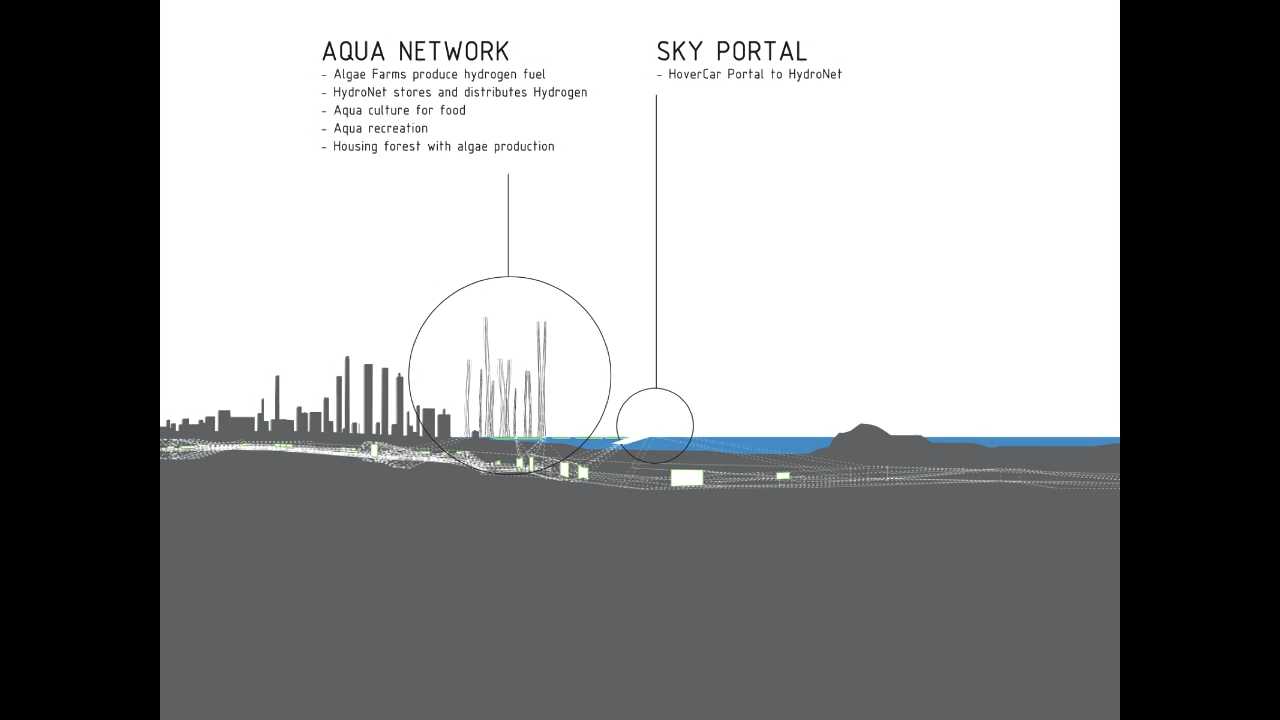 AQUA NETWORK
- Algae Farms produce hydrogen fuel
- HydroNet stores and distributes Hydrogen
- Aqua culture for food
- Aqua recreation
- Housing forest with algae production
SKY PORTAL
- HoverCar Portal to HydroNet